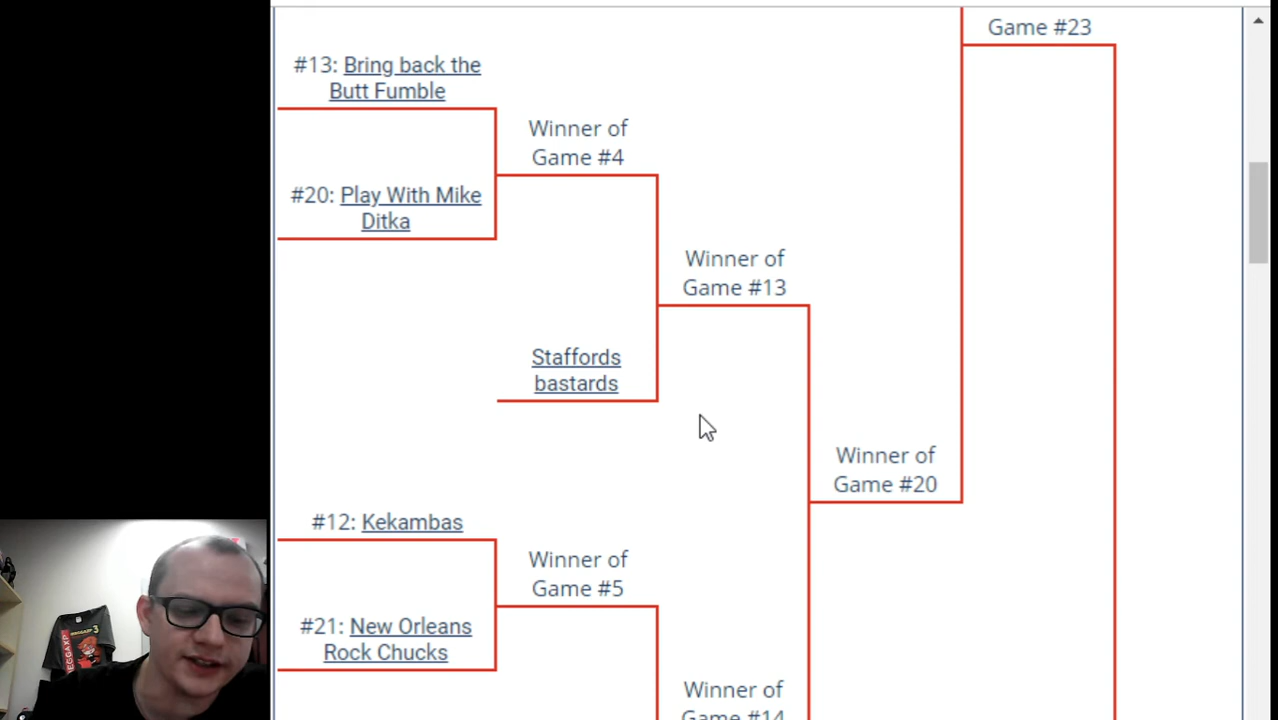 Game #23
#13: Bring back the
Butt Fumble
Winner of
Game #4
#20: Play With Mike
Ditka
Winner of
Game #13
Staffords
bastards
Winner of
Game #20
#12: Kekambas
Winner of
Game #5
#21: New Orleans
Rock Chucks
Winner of
Game #14